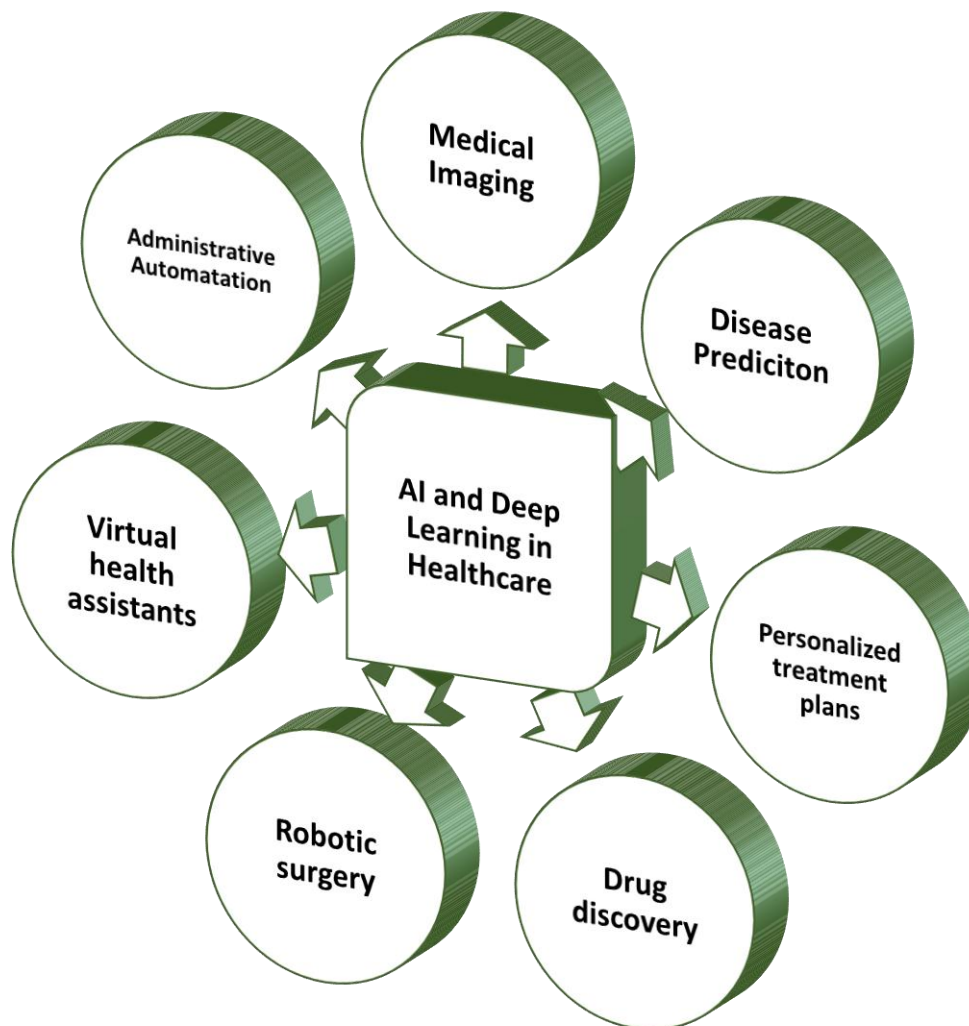 Medical
Imaging
Disease
Prediciton
Personalized
treatment
plans
Drug
discovery
Robotic
surgery
Virtual
health
assistants
Administrative
Automatation
AI and Deep
Learning in
Healthcare